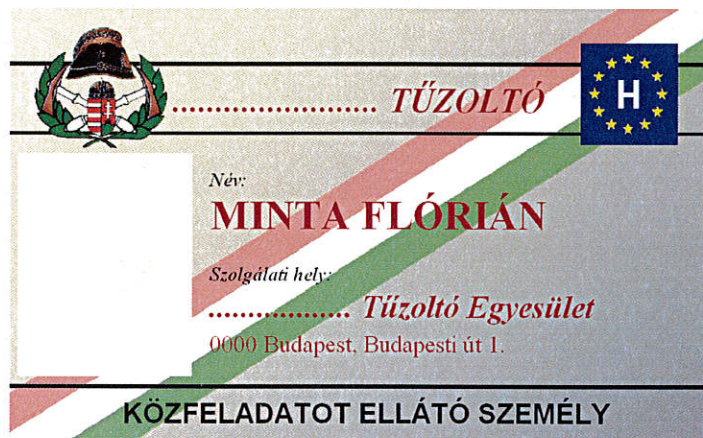 ...................... TŰZOLTÓ
H
Név:
MINTA FLÓRIÁN
Szolgálati hely:
.................. Tűzoltó Egyesület
0000 Budapest, Budapesti út 1.
KÖZFELADATOT ELLÁTÓ SZEMÉLY